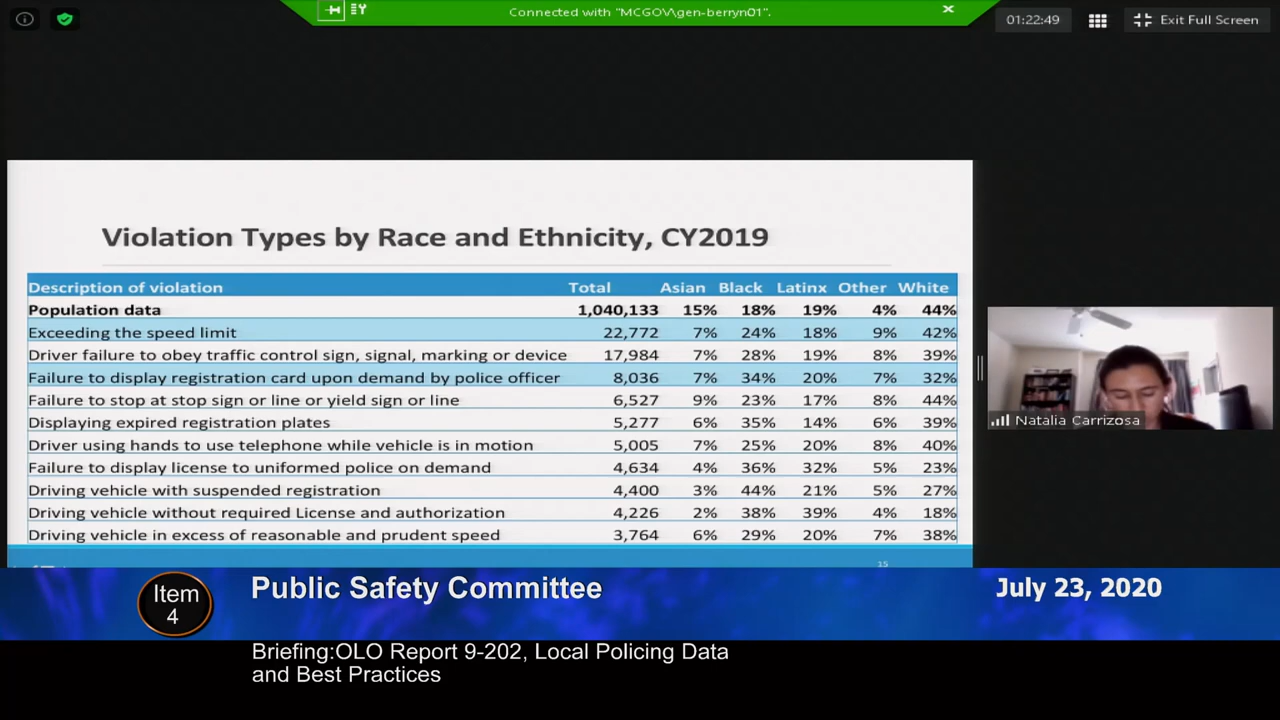 Connected with "MCGOV\gen-berryn01".
01:22:49
Exit Full Screen
Violation Types by Race and Ethnicity, CY2019
Description of violation Total Asian Black Latinx Other White
Population data 1,040,133 15% 18% 19% 4% 44%
Exceeding the speed limit 22,772 7% 24% 18% 9% 42%
Driver failure to obey traffic control sign, signal, marking or device 17,984 7% 28% 19% 8% 39%
Failure to display registration card upon demand by police officer 8,036 7% 34% 20% 7% 32%
Failure to stop at stop sign or line or yield sign or line 6,527 9% 23% 17% 8% 44%
Displaying expired registration plates 5,277 6% 35% 14% 6% 39%
Driver using hands to use telephone while vehicle is in motion 5,005 7% 25% 20% 8% 40%
Failure to display license to uniformed police on demand 4,634 4% 36% 32% 5% 23%
Driving vehicle with suspended registration 4,400 3% 44% 21% 5% 27%
Driving vehicle without required License and authorization 4,226 2% 38% 39% 4% 18%
Driving vehicle in excess of reasonable and prudent speed 3,764 6% 29% 20% 7% 38%
15
Natalia Carrizosa
Item
4
Public Safety Committee
July 23, 2020
Briefing:OLO Report 9-202, Local Policing Data
and Best Practices